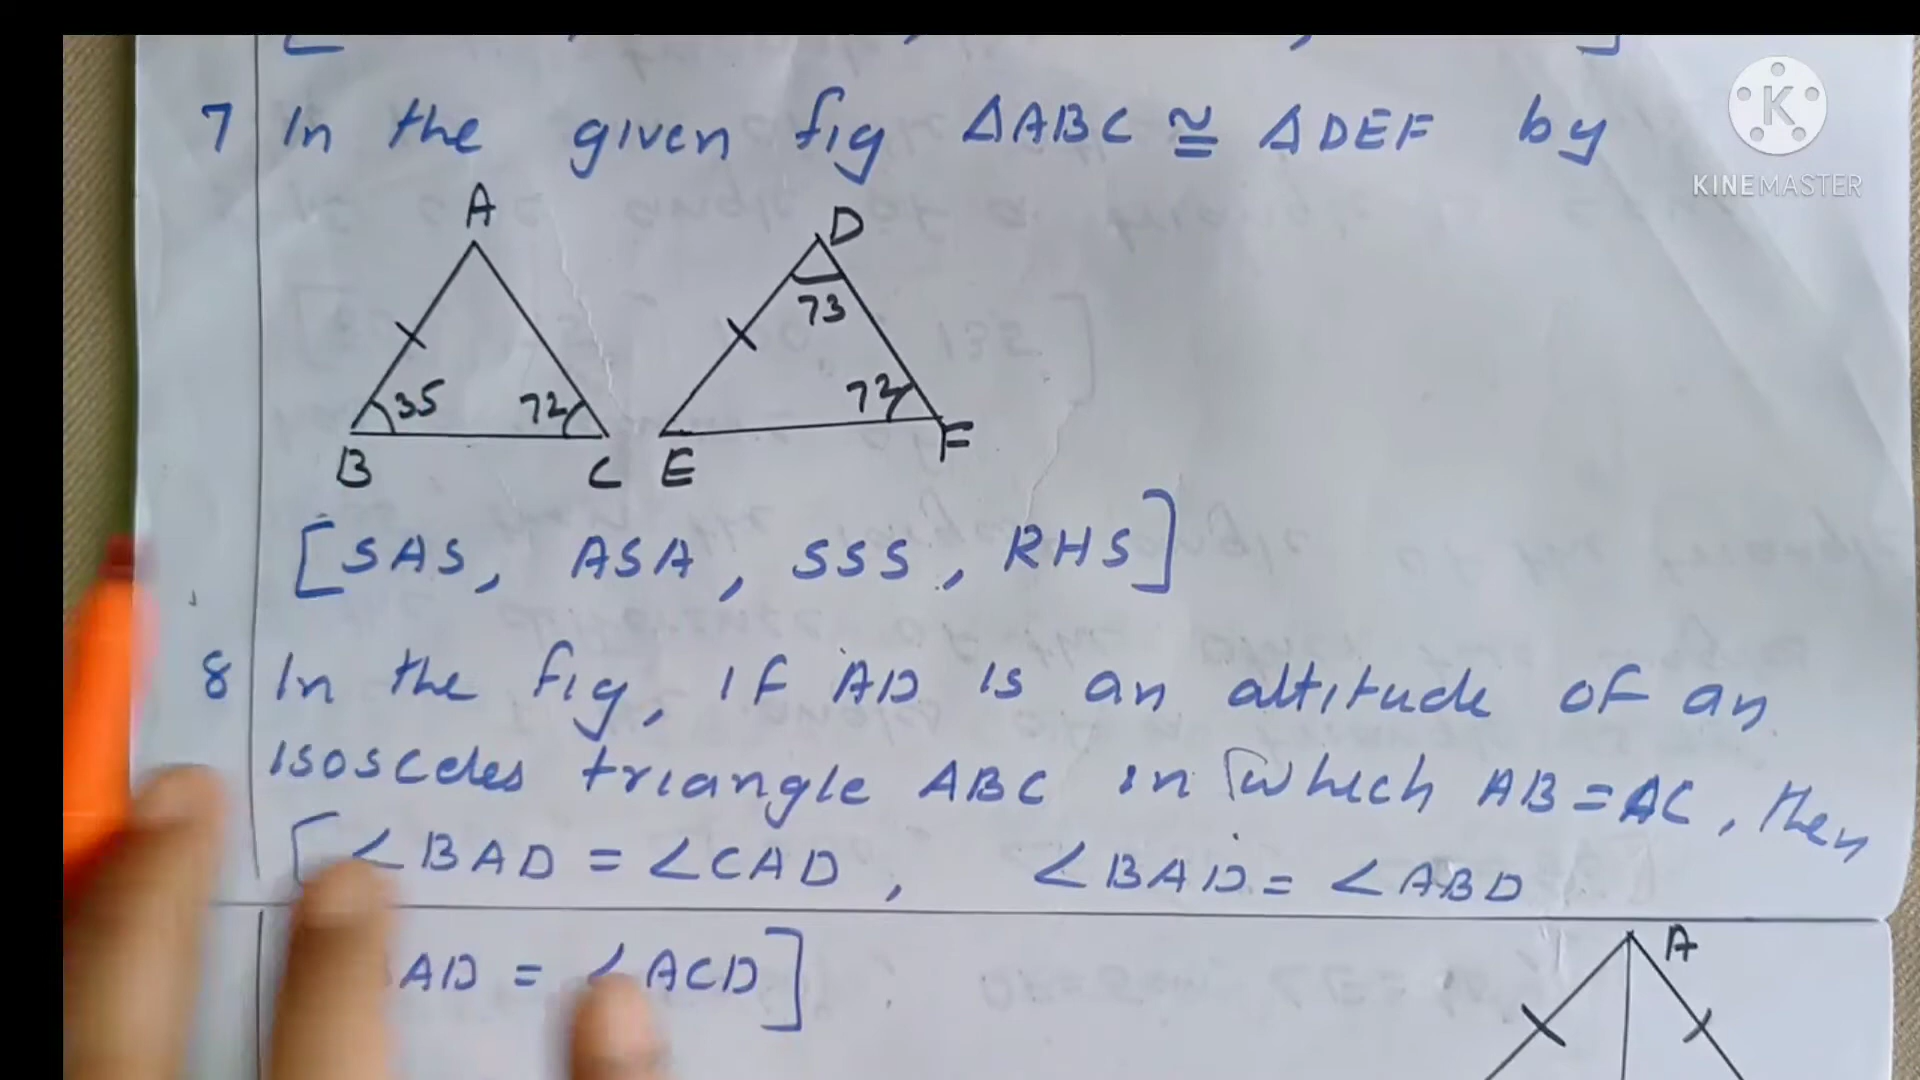 7 In the given fig ΔABC ≅ ΔDEF by
KINEMASTER
A D
73
35 72 72
B C E F
[SAS, ASA, SSS, RHS]
8 In the fig, if AD is an altitude of an
isosceles triangle ABC in which AB = AC, then
[∠BAD = ∠CAD, ∠BAD = ∠ABD
AD = ∠ACD]
A